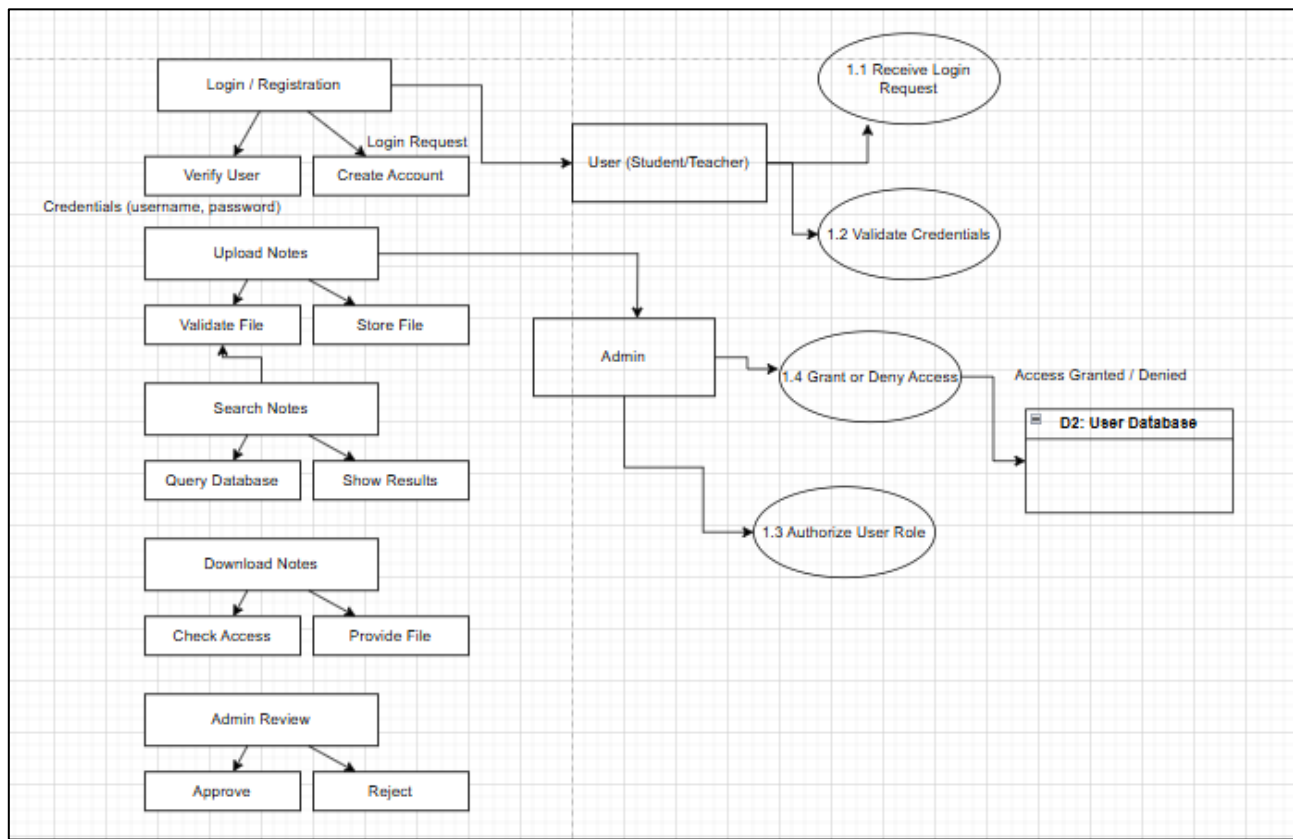 Login / Registration
1.1 Receive Login
Request
Login Request
User (Student/Teacher)
Verify User
Create Account
Credentials (username, password)
1.2 Validate Credentials
Upload Notes
Validate File
Store File
Admin
1.4 Grant or Deny Access
Access Granted / Denied
D2: User Database
Search Notes
Query Database
Show Results
1.3 Authorize User Role
Download Notes
Check Access
Provide File
Admin Review
Approve
Reject